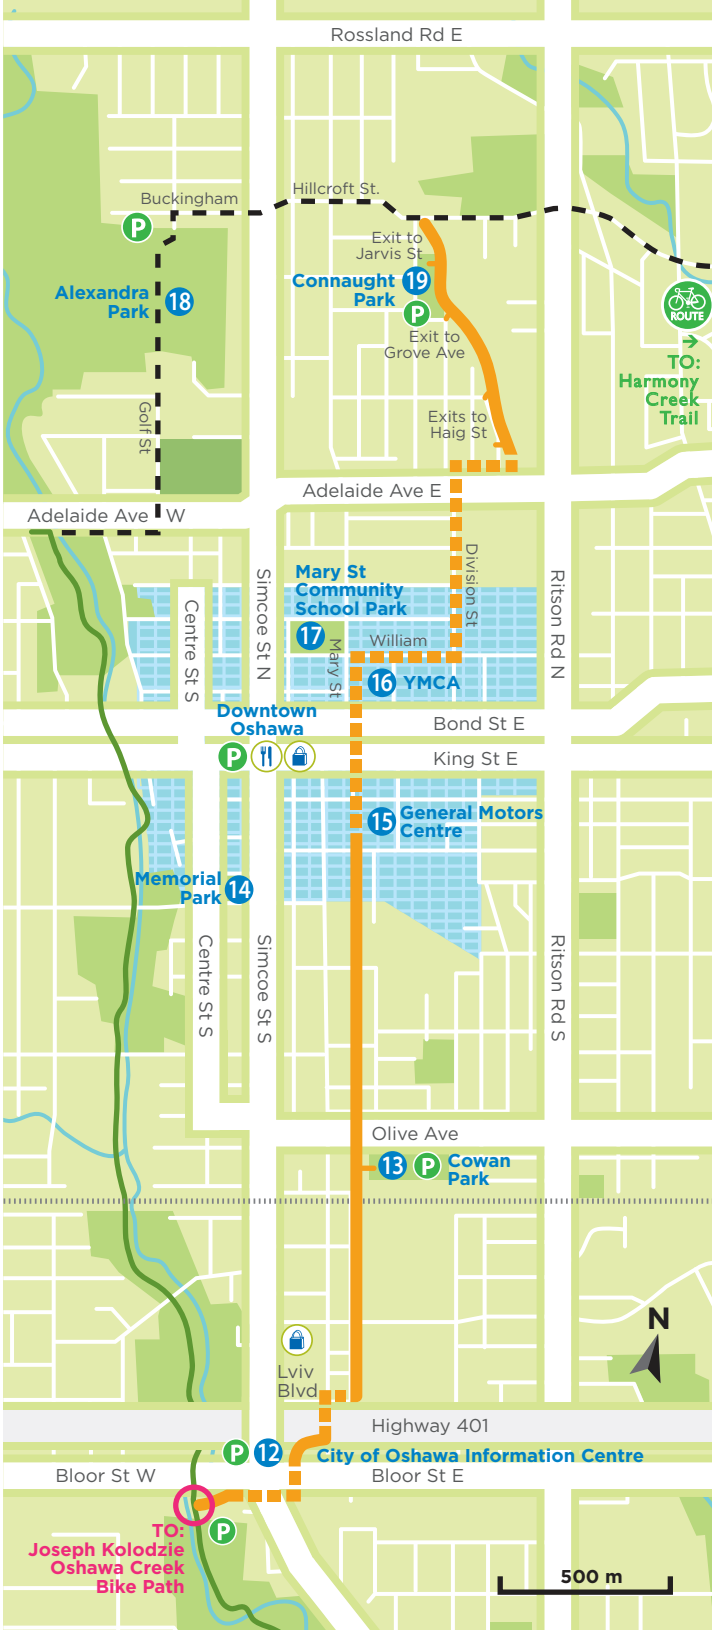 Rossland Rd E
Buckingham
Hillcroft St.
P
Exit to
Jarvis St
Alexandra
Park
18
Connaught
Park
19
P
ROUTE
TO:
Harmony
Creek
Trail
Exit to
Grove Ave
Golf St
Exits to
Haig St
Adelaide Ave E
Adelaide Ave W
Simcoe St N
Centre St S
Mary St
Community
School Park
17
Mary St
William
Division St
Ritson Rd N
16
YMCA
Downtown
Oshawa
P
Bond St E
King St E
15
General Motors
Centre
Memorial
Park
14
Centre St S
Simcoe St S
Ritson Rd S
Olive Ave
13
P
Cowan
Park
N
Lviv
Blvd
Highway 401
P
12
City of Oshawa Information Centre
Bloor St W
Bloor St E
P
TO:
Joseph Kolodzie
Oshawa Creek
Bike Path
500 m